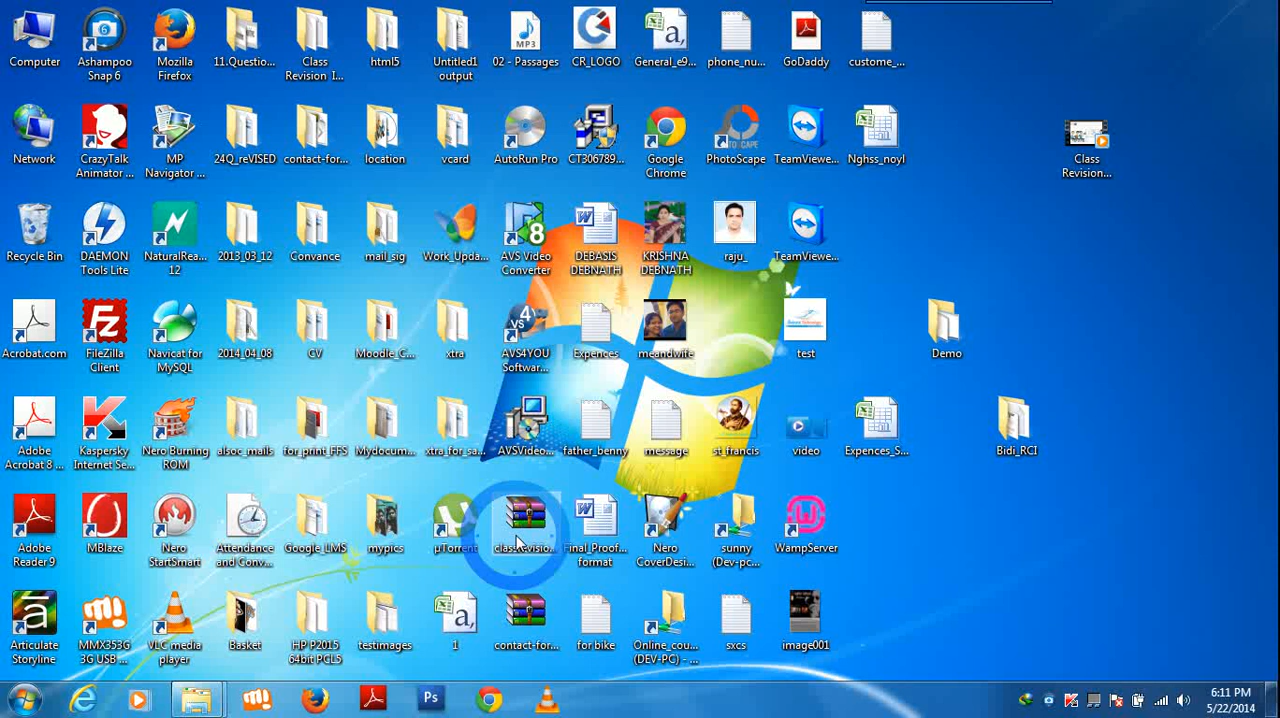 Computer
Ashampoo
Snap 6
Mozilla
Firefox
11.Questio...
Class
Revision_I...
html5
Untitled1
output
MP3
02 - Passages
CR_LOGO
General_e9...
phone_nu...
GoDaddy
custome_...
Network
CrazyTalk
Animator ...
MP
Navigator ...
24Q_reVISED
contact-for...
location
vcard
AutoRun Pro
CT306789...
Google
Chrome
PhotoScape
TeamViewe...
Nghss_noyl
Class
Revision...
Recycle Bin
DAEMON
Tools Lite
NaturalRea...
12
2013_03_12
Convance
mail_sig
Work_Upda...
8
AVS Video
Converter
DEBASIS
DEBNATH
KRISHNA
DEBNATH
raju_
TeamViewe...
Acrobat.com
FileZilla
Client
Navicat for
MySQL
2014_04_08
CV
Moodle_C...
xtra
AVS4YOU
Softwar...
Expences
meandwife
test
Demo
Adobe
Acrobat 8 ...
Kaspersky
Internet Se...
Nero Burning
ROM
alsoc_mails
for_print_FFS
Mydocum...
xtra_for_sa...
AVSVideo...
father_benny
message
st_francis
video
Expences_S...
Bidi_RCI
Adobe
Reader 9
MBlaze
Nero
StartSmart
Attendance
and Conv...
Google_LMS
mypics
µTorrent
classRevisio...
Final_Proof...
format
Nero
CoverDesi...
sunny
(Dev-pc...
WampServer
Articulate
Storyline
MMX353G
3G USB ...
VLC media
player
Basket
HP P2015
64bit PCL5
testimages
1
contact-for...
for bike
Online_cou...
(DEV-PC) - ...
sxcs
image001
Ps
6:11 PM
5/22/2014